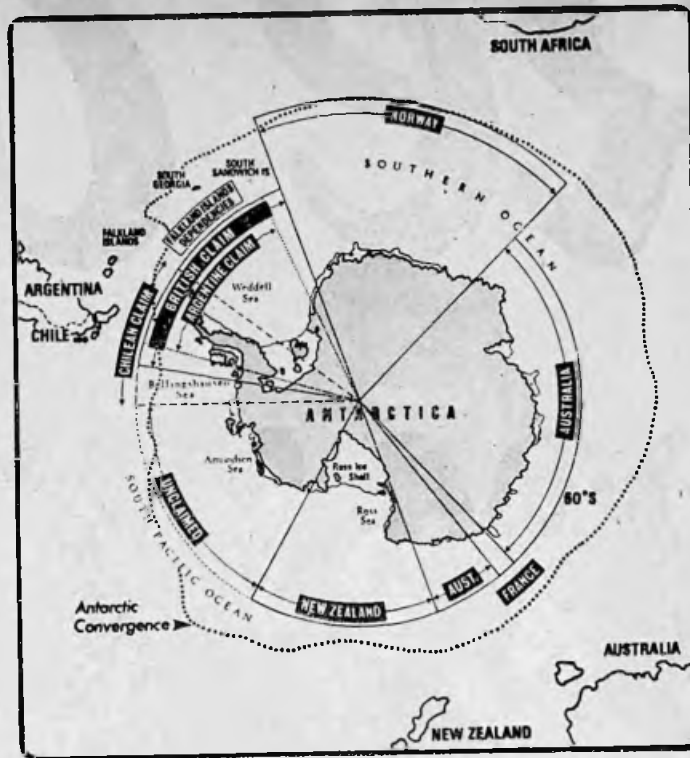 SOUTH AFRICA
NORWAY
SOUTHERN OCEAN
SOUTH GEORGIA
SOUTH SANDWICH IS
FALKLAND ISLANDS
FALKLAND ISLANDS DEPENDENCIES
BRITISH CLAIM
ARGENTINE CLAIM
CHILEAN CLAIM
ARGENTINA
CHILE
Weddell
Sea
Bellingshausen
Sea
ANTARCTICA
AUSTRALIA
Amundsen
Sea
Ross Ice
Shelf
Ross
Sea
60°S
UNCLAIMED
SOUTH PACIFIC OCEAN
NEW ZEALAND
AUST.
FRANCE
Antarctic
Convergence
AUSTRALIA
NEW ZEALAND